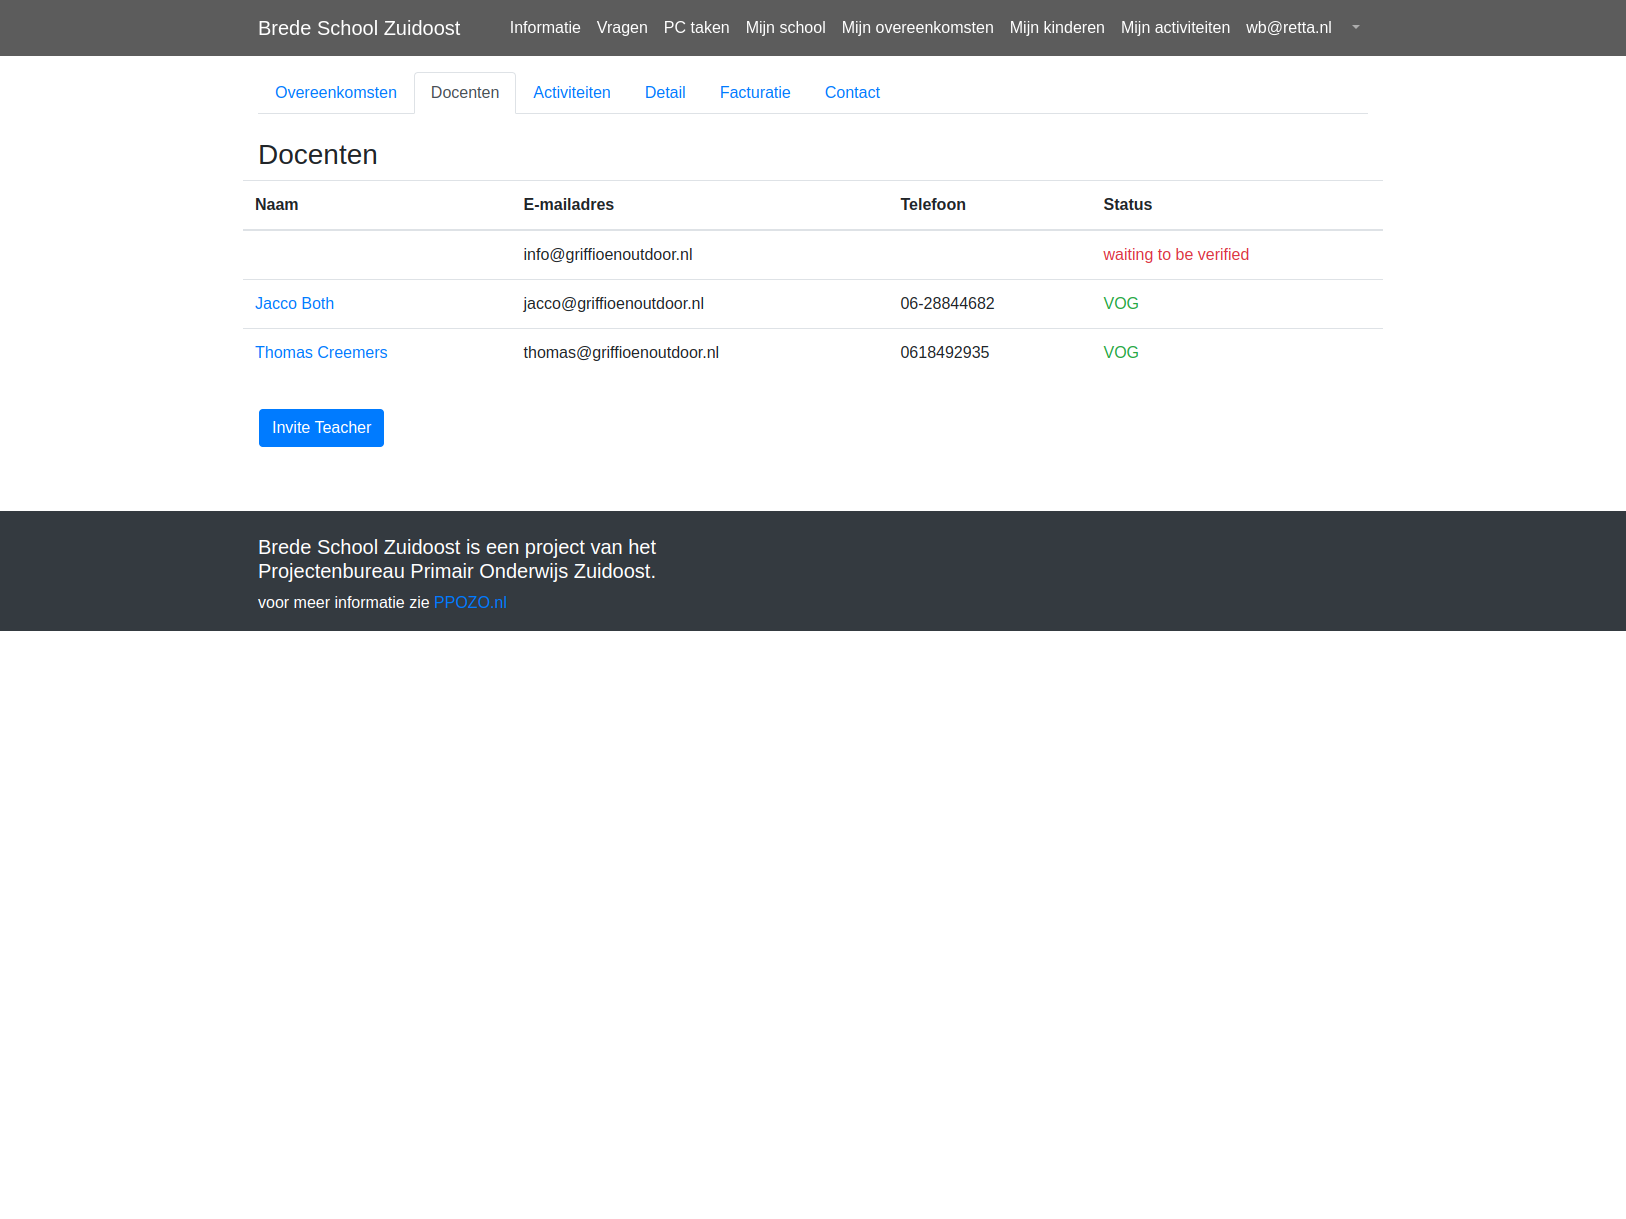 Brede School Zuidoost Informatie Vragen PC taken Mijn school Mijn overeenkomsten Mijn kinderen Mijn activiteiten wb@retta.nl
Overeenkomsten Docenten Activiteiten Detail Facturatie Contact
Docenten
Naam E-mailadres Telefoon Status
info@griffioenoutdoor.nl waiting to be verified
Jacco Both jacco@griffioenoutdoor.nl 06-28844682 VOG
Thomas Creemers thomas@griffioenoutdoor.nl 0618492935 VOG
Invite Teacher
Brede School Zuidoost is een project van het
Projectenbureau Primair Onderwijs Zuidoost.
voor meer informatie zie PPOZO.nl